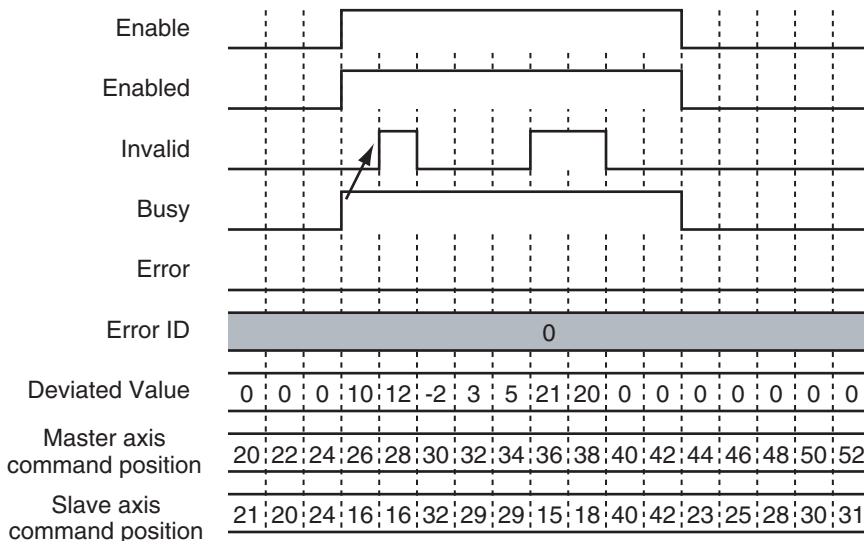 Enable
Enabled
Invalid
Busy
Error
Error ID
0
Deviated Value
0 0 0 10 12 -2 3 5 21 20 0 0 0 0 0 0 0
Master axis
command position
20 22 24 26 28 30 32 34 36 38 40 42 44 46 48 50 52
Slave axis
command position
21 20 24 16 16 32 29 29 15 18 40 42 23 25 28 30 31